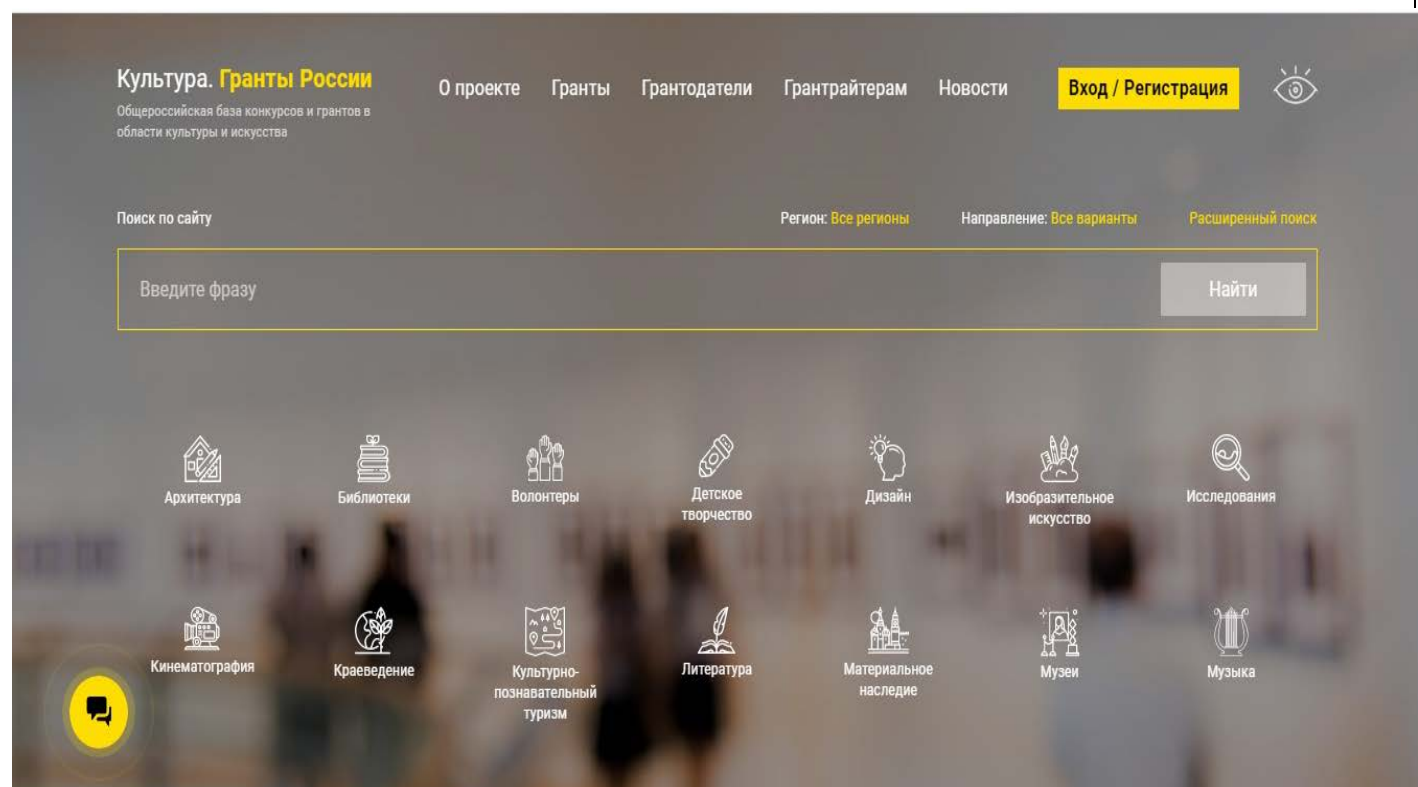 Культура. Гранты России
Общероссийская база конкурсов и грантов в
области культуры и искусства
О проекте Гранты Грантодатели Грантрайтерам Новости Вход / Регистрация
Поиск по сайту Регион: Все регионы Направление: Все варианты Расширенный поиск
Введите фразу Найти
Архитектура
Библиотеки
Волонтеры
Детское
творчество
Дизайн
Изобразительное
искусство
Исследования
Кинематография
Краеведение
Культурно-
познавательный
туризм
Литература
Материальное
наследие
Музеи
Музыка